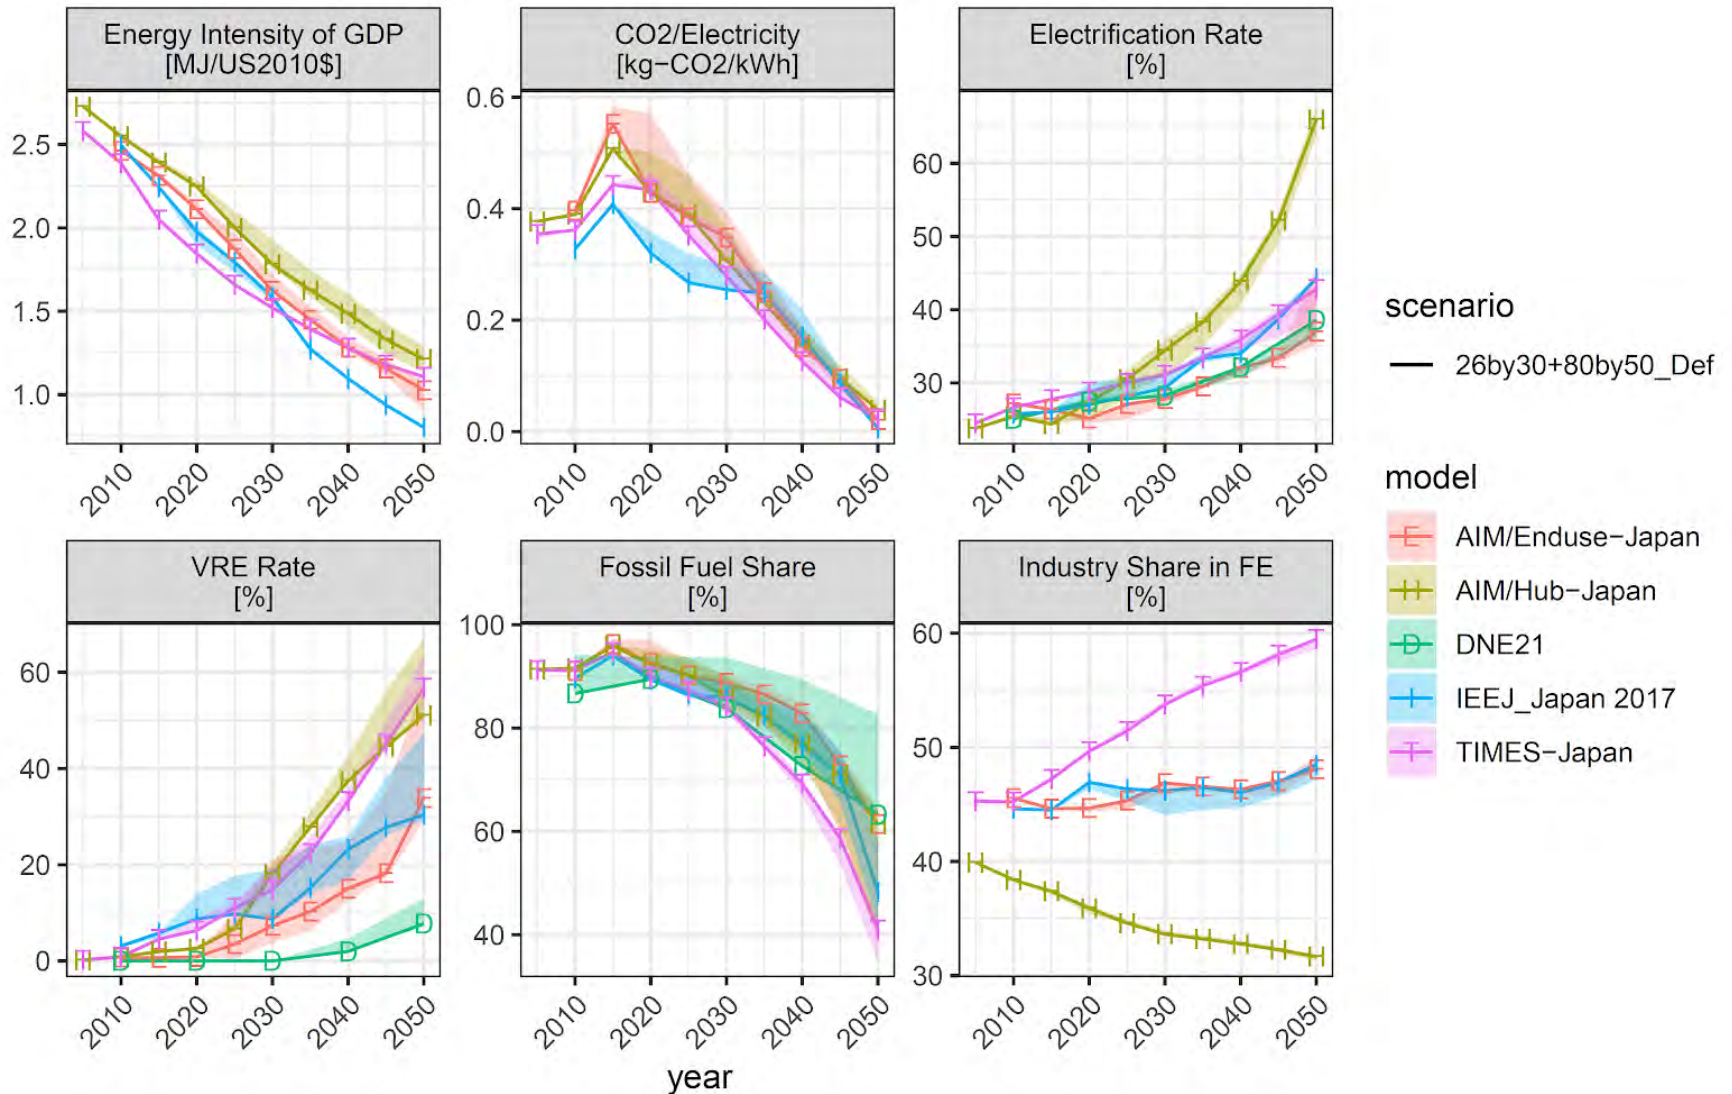 Energy Intensity of GDP
[MJ/US2010$]
2.5
2.0
1.5
1.0
2010 2020 2030 2040 2050
CO2/Electricity
[kg−CO2/kWh]
0.6
0.4
0.2
0.0
2010 2020 2030 2040 2050
Electrification Rate
[%]
60
50
40
30
2010 2020 2030 2040 2050
VRE Rate
[%]
60
40
20
0
2010 2020 2030 2040 2050
Fossil Fuel Share
[%]
100
80
60
40
2010 2020 2030 2040 2050
Industry Share in FE
[%]
60
50
40
30
2010 2020 2030 2040 2050
year
scenario
26by30+80by50_Def
model
E AIM/Enduse−Japan
H AIM/Hub−Japan
D DNE21
I IEEJ_Japan 2017
T TIMES−Japan